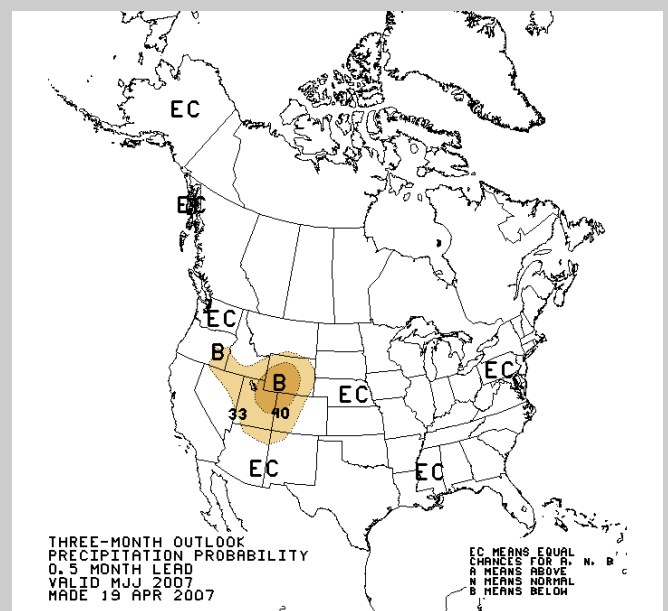 EC
EC
EC
B
B
EC
EC
33
40
EC
EC
THREE-MONTH OUTLOOK
PRECIPITATION PROBABILITY
0.5 MONTH LEAD
VALID MJJ 2007
MADE 19 APR 2007
EC MEANS EQUAL
CHANCES FOR A, N, B
A MEANS ABOVE
N MEANS NORMAL
B MEANS BELOW